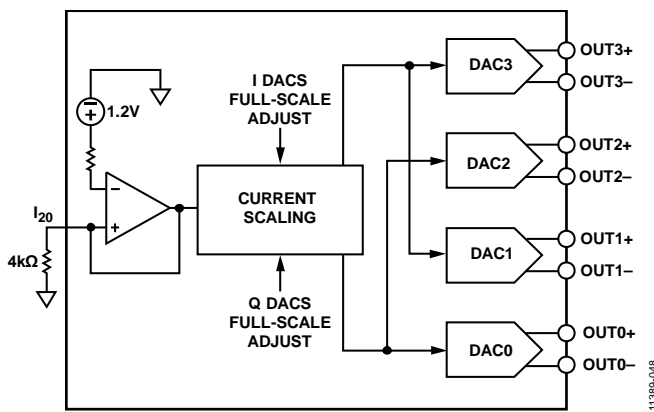 1.2V
−
+
−
+
I20
4kΩ
I DACS
FULL-SCALE
ADJUST
CURRENT
SCALING
Q DACS
FULL-SCALE
ADJUST
DAC3
OUT3+
OUT3–
DAC2
OUT2+
OUT2–
DAC1
OUT1+
OUT1–
DAC0
OUT0+
OUT0–
11389-048